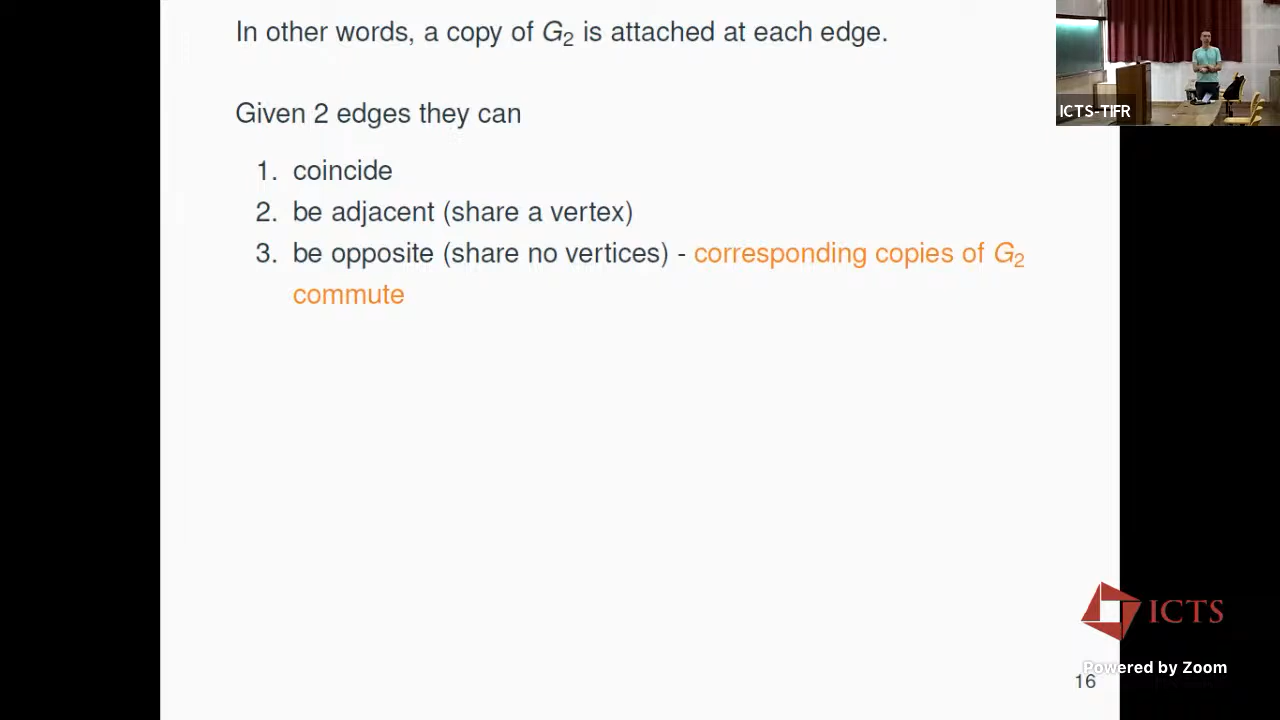 In other words, a copy of G₂ is attached at each edge.
ICTS-TIFR
Given 2 edges they can
1. coincide
2. be adjacent (share a vertex)
3. be opposite (share no vertices) - corresponding copies of G₂
commute
ICTS
Powered by Zoom
16